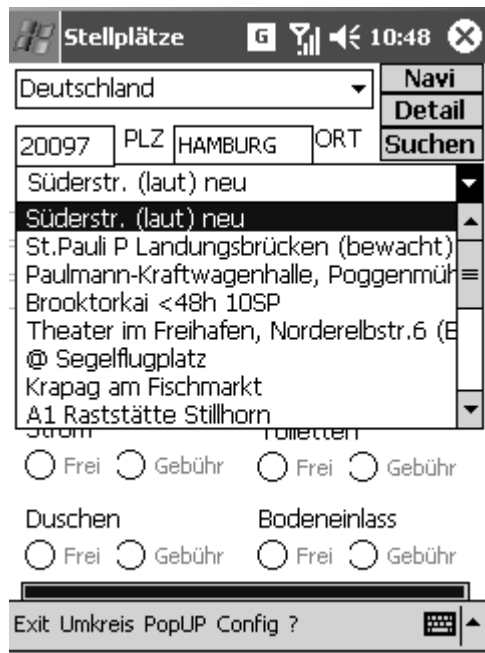 Stellplätze G 10:48
Deutschland Navi
Detail
20097 PLZ HAMBURG ORT Suchen
Süderstr. (laut) neu
Süderstr. (laut) neu
St.Pauli P Landungsbrücken (bewacht)
Paulmann-Kraftwagenhalle, Poggenmüh
Brooktorkai <48h 10SP
Theater im Freihafen, Norderelbstr.6 (E
@ Segelflugplatz
Krapag am Fischmarkt
A1 Raststätte Stillhorn
Strom Toiletten
Frei Gebühr Frei Gebühr
Duschen Bodeneinlass
Frei Gebühr Frei Gebühr
Exit Umkreis PopUP Config ?